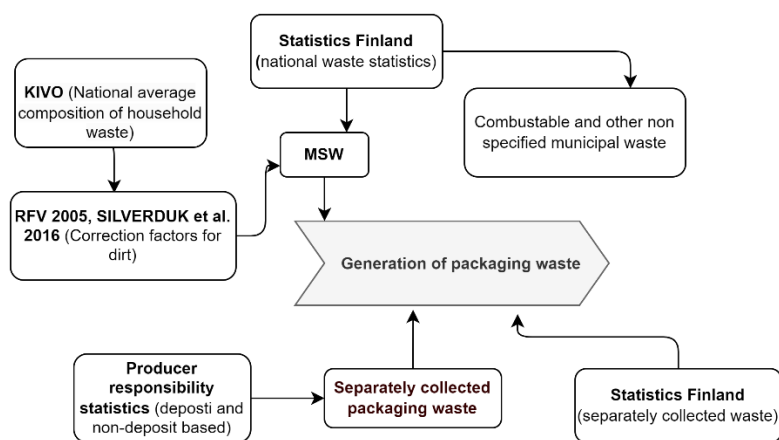 Statistics Finland
(national waste statistics)
KIVO (National average
composition of household
waste)
Combustable and other non
specified municipal waste
MSW
RFV 2005, SILVERDUK et al.
2016 (Correction factors for
dirt)
Generation of packaging waste
Producer
responsibility
statistics (deposti and
non-deposit based)
Separately collected
packaging waste
Statistics Finland
(separately collected waste)